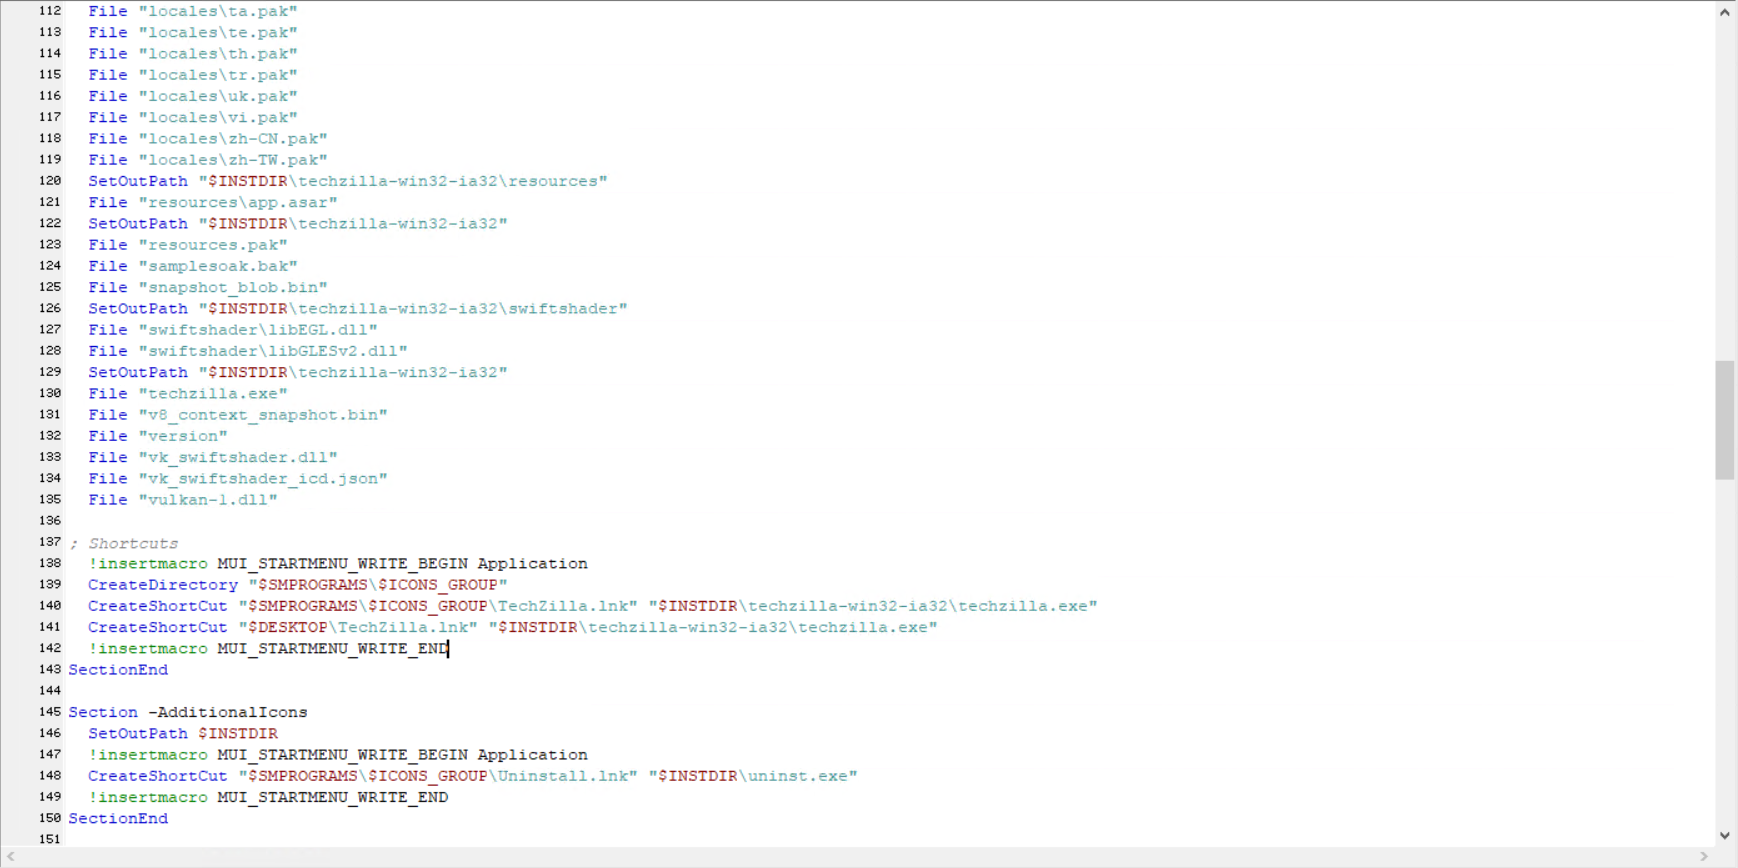 112 File "locales\ta.pak"
113 File "locales\te.pak"
114 File "locales\th.pak"
115 File "locales\tr.pak"
116 File "locales\uk.pak"
117 File "locales\vi.pak"
118 File "locales\zh-CN.pak"
119 File "locales\zh-TW.pak"
120 SetOutPath "$INSTDIR\techzilla-win32-ia32\resources"
121 File "resources\app.asar"
122 SetOutPath "$INSTDIR\techzilla-win32-ia32"
123 File "resources.pak"
124 File "samplesoak.bak"
125 File "snapshot_blob.bin"
126 SetOutPath "$INSTDIR\techzilla-win32-ia32\swiftshader"
127 File "swiftshader\libEGL.dll"
128 File "swiftshader\libGLESv2.dll"
129 SetOutPath "$INSTDIR\techzilla-win32-ia32"
130 File "techzilla.exe"
131 File "v8_context_snapshot.bin"
132 File "version"
133 File "vk_swiftshader.dll"
134 File "vk_swiftshader_icd.json"
135 File "vulkan-1.dll"
136
137 ; Shortcuts
138 !insertmacro MUI_STARTMENU_WRITE_BEGIN Application
139 CreateDirectory "$SMPROGRAMS\$ICONS_GROUP"
140 CreateShortCut "$SMPROGRAMS\$ICONS_GROUP\TechZilla.lnk" "$INSTDIR\techzilla-win32-ia32\techzilla.exe"
141 CreateShortCut "$DESKTOP\TechZilla.lnk" "$INSTDIR\techzilla-win32-ia32\techzilla.exe"
142 !insertmacro MUI_STARTMENU_WRITE_END
143 SectionEnd
144
145 Section -AdditionalIcons
146 SetOutPath $INSTDIR
147 !insertmacro MUI_STARTMENU_WRITE_BEGIN Application
148 CreateShortCut "$SMPROGRAMS\$ICONS_GROUP\Uninstall.lnk" "$INSTDIR\uninst.exe"
149 !insertmacro MUI_STARTMENU_WRITE_END
150 SectionEnd
151